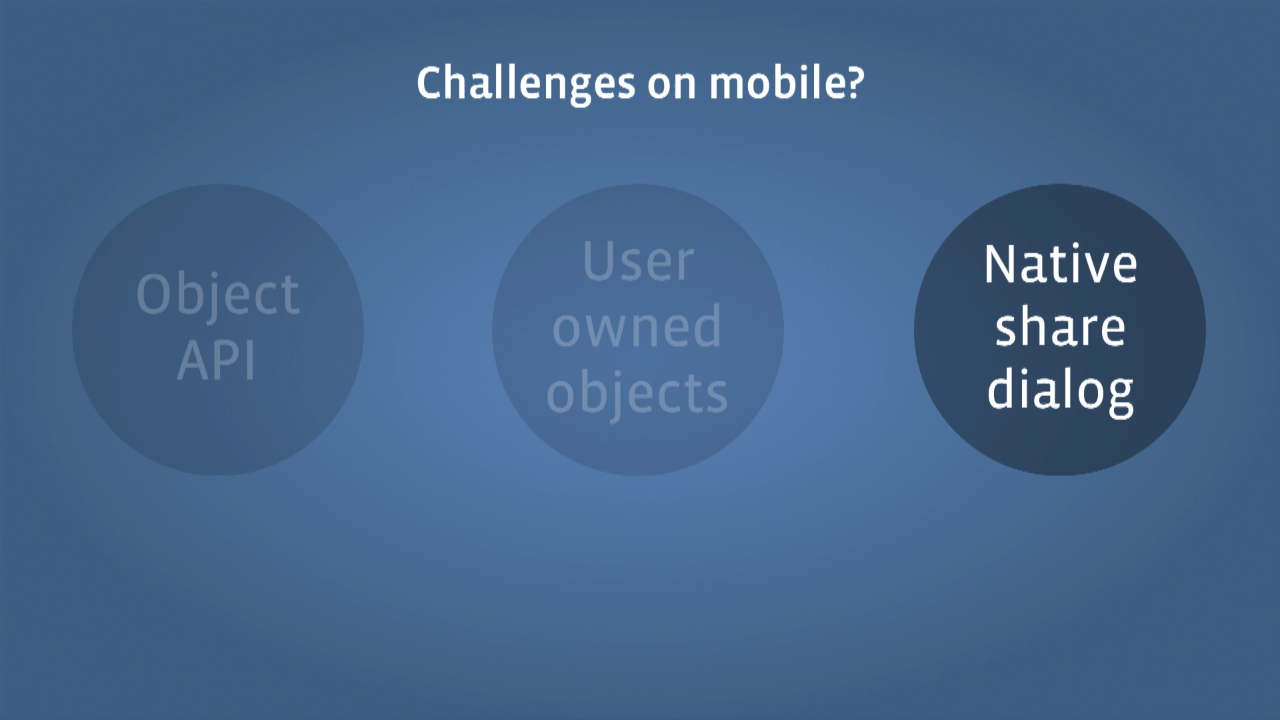 Challenges on mobile?
Object
API
User
owned
objects
Native
share
dialog